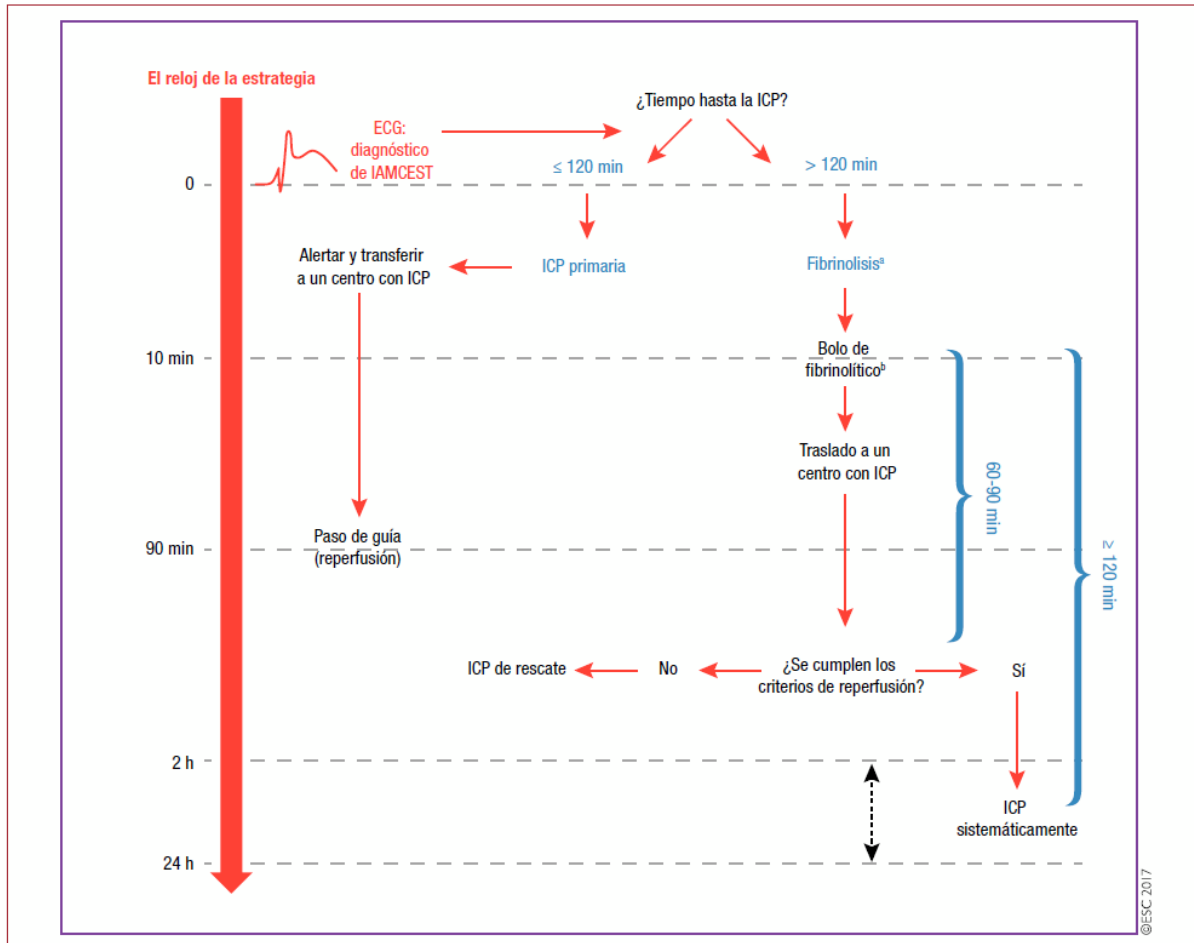 El reloj de la estrategia
¿Tiempo hasta la ICP?
ECG:
diagnóstico
de IAMCEST
≤ 120 min
> 120 min
0
Alertar y transferir
a un centro con ICP
ICP primaria
Fibrinolisisª
10 min
Bolo de
fibrinolíticoᵇ
Traslado a un
centro con ICP
60-90 min
≥ 120 min
90 min
Paso de guía
(reperfusión)
ICP de rescate
No
¿Se cumplen los
criterios de reperfusión?
Sí
2 h
ICP
sistemáticamente
24 h
©ESC 2017